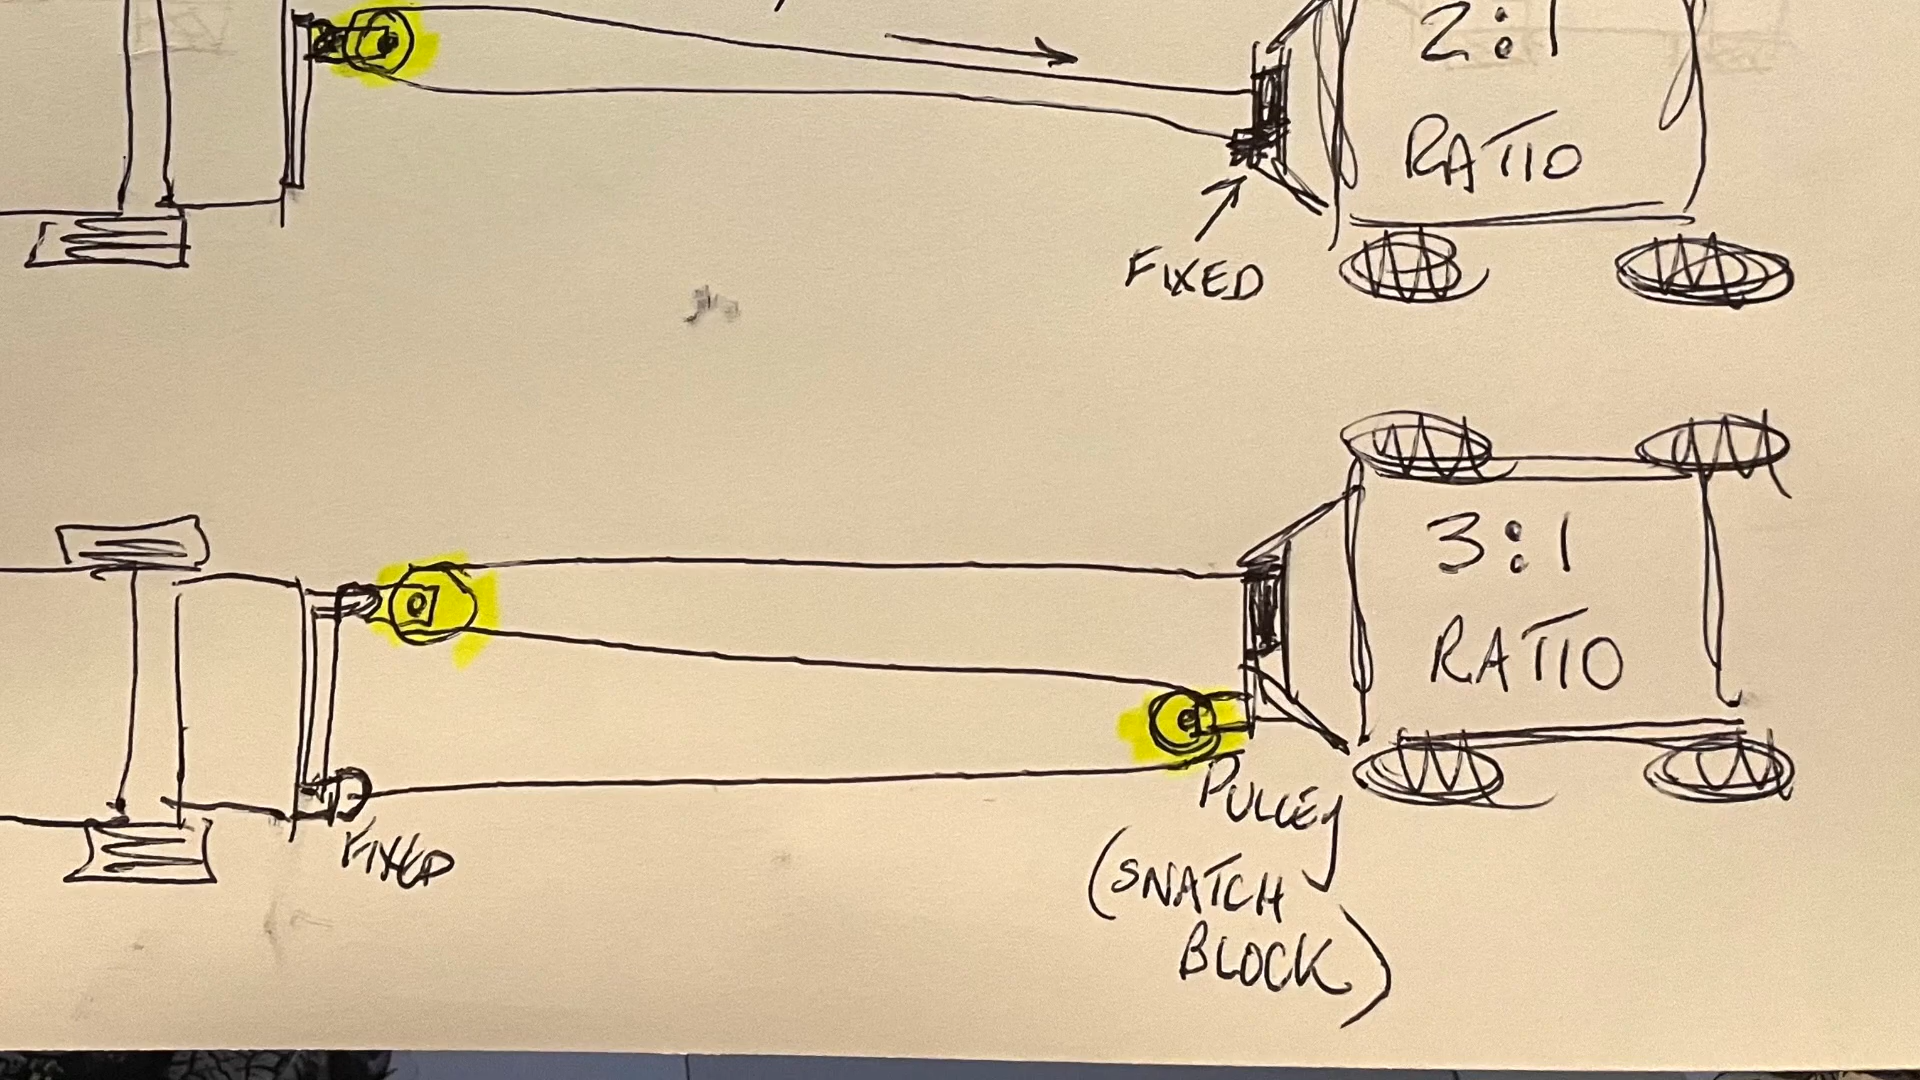 2:1
RATIO
FIXED
3:1
RATIO
PULLEY
(SNATCH
BLOCK)
FIXED